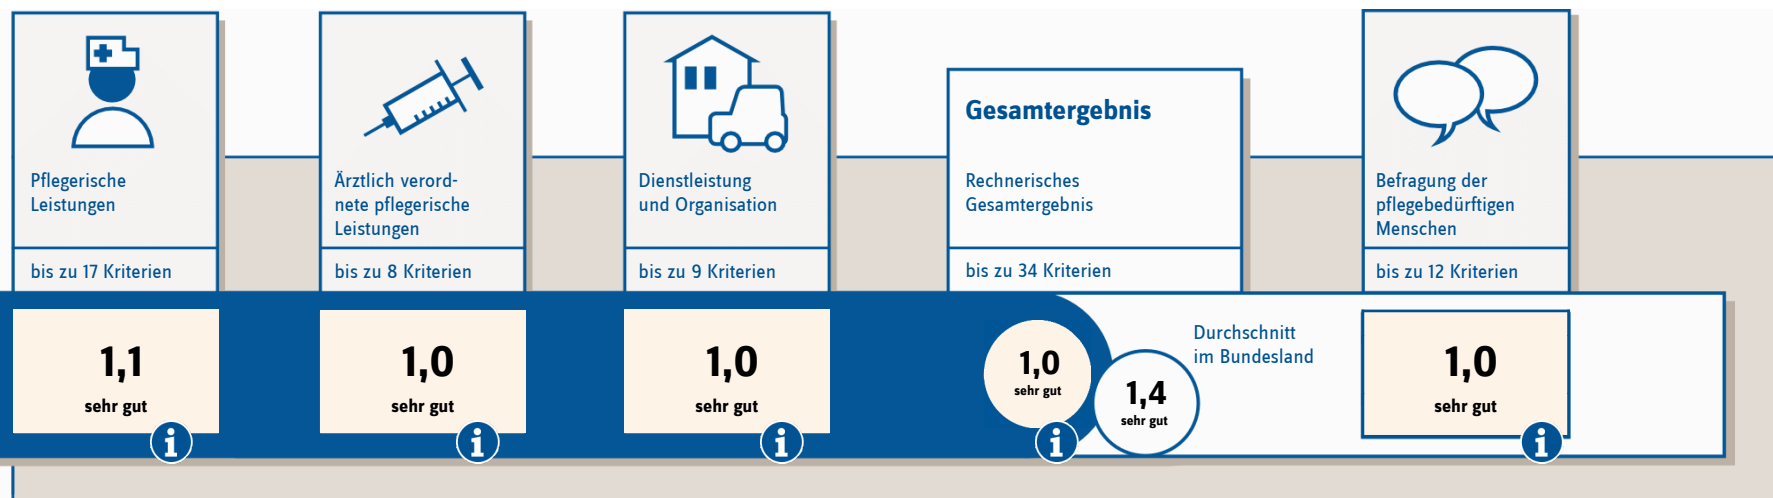 Pflegerische
Leistungen
bis zu 17 Kriterien
1,1
sehr gut
i
Ärztlich verord-
nete pflegerische
Leistungen
bis zu 8 Kriterien
1,0
sehr gut
i
Dienstleistung
und Organisation
bis zu 9 Kriterien
1,0
sehr gut
i
Gesamtergebnis
Rechnerisches
Gesamtergebnis
bis zu 34 Kriterien
1,0
sehr gut
i
1,4
sehr gut
Durchschnitt
im Bundesland
Befragung der
pflegebedürftigen
Menschen
bis zu 12 Kriterien
1,0
sehr gut
i